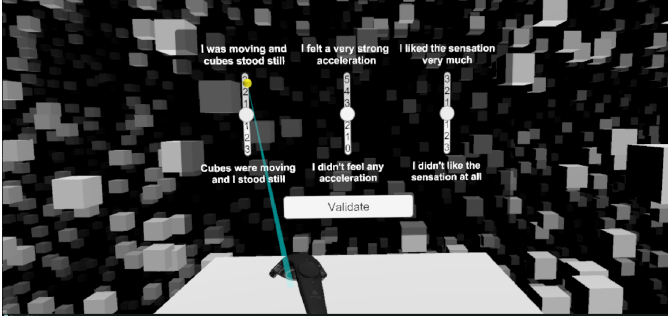 I was moving and
cubes stood still
I felt a very strong
acceleration
I liked the sensation
very much
3
2
1
1
2
3
5
4
3
2
1
0
3
2
1
1
2
3
Cubes were moving
and I stood still
I didn't feel any
acceleration
I didn't like the
sensation at all
Validate